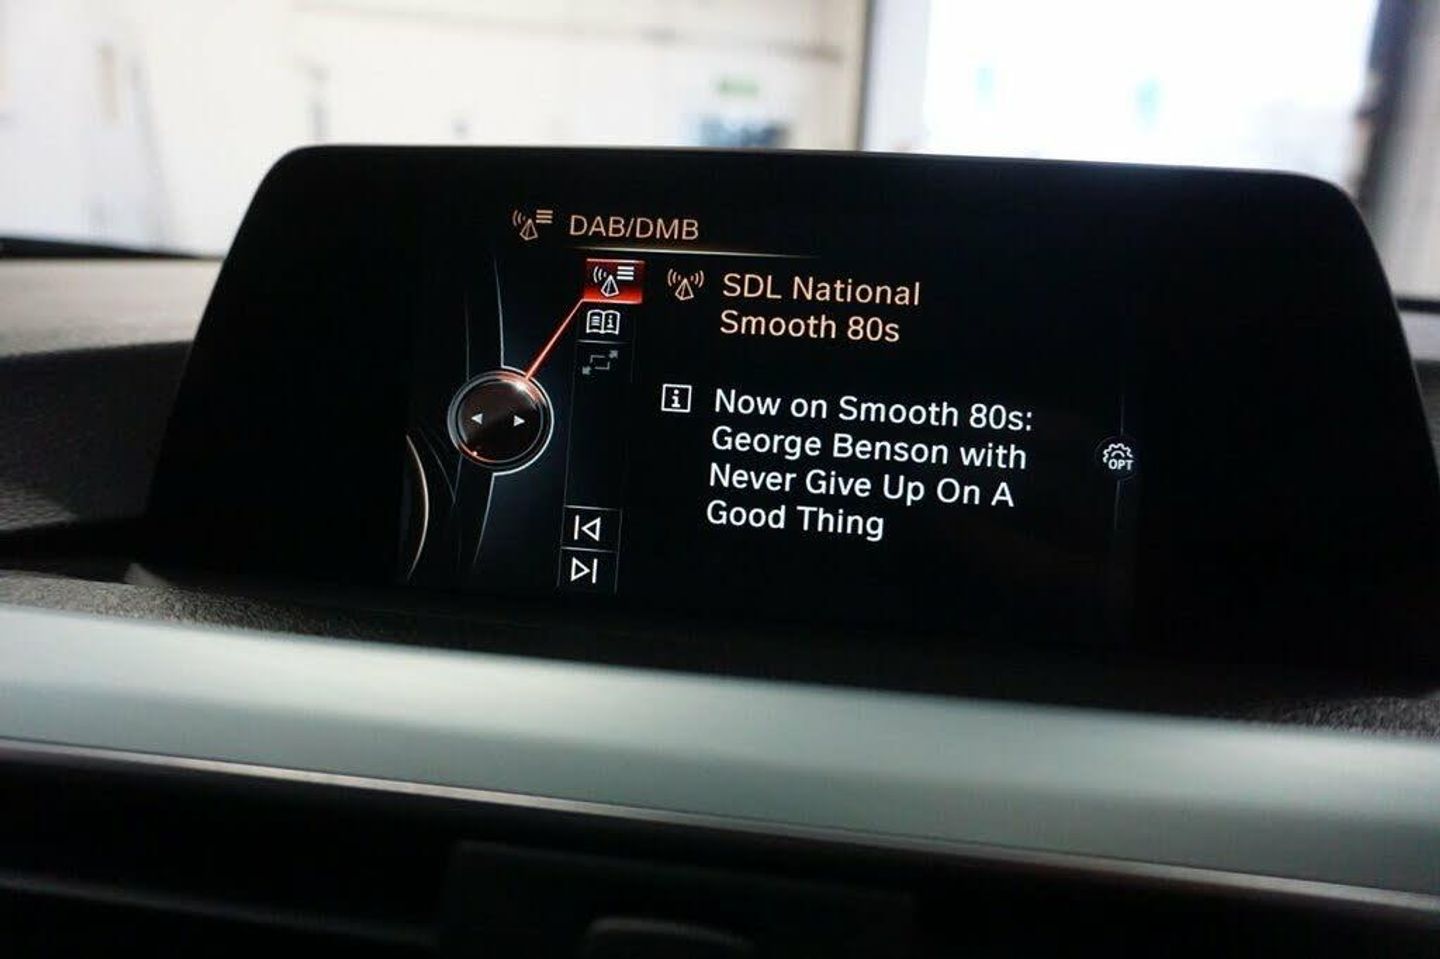 DAB/DMB
SDL National
Smooth 80s
Now on Smooth 80s:
George Benson with
Never Give Up On A
Good Thing
OPT